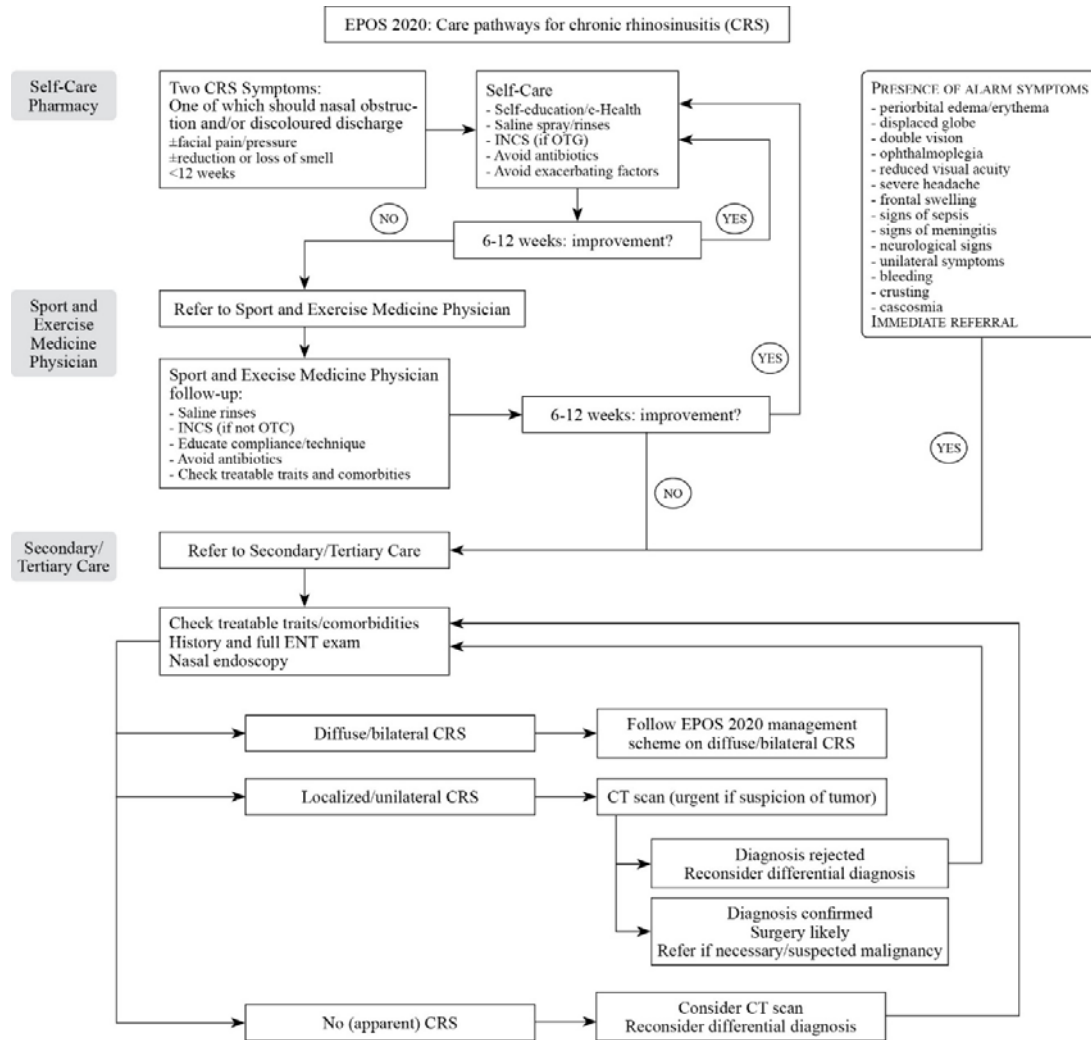 EPOS 2020: Care pathways for chronic rhinosinusitis (CRS)
Self-Care
Pharmacy
Two CRS Symptoms:
One of which should nasal obstruc-
tion and/or discoloured discharge
±facial pain/pressure
±reduction or loss of smell
<12 weeks
Self-Care
- Self-education/e-Health
- Saline spray/rinses
- INCS (if OTG)
- Avoid antibiotics
- Avoid exacerbating factors
PRESENCE OF ALARM SYMPTOMS
- periorbital edema/erythema
- displaced globe
- double vision
- ophthalmoplegia
- reduced visual acuity
- severe headache
- frontal swelling
- signs of sepsis
- signs of meningitis
- neurological signs
- unilateral symptoms
- bleeding
- crusting
- cascosmia
IMMEDIATE REFERRAL
NO
YES
6-12 weeks: improvement?
Sport and
Exercise
Medicine
Physician
Refer to Sport and Exercise Medicine Physician
YES
Sport and Execise Medicine Physician
follow-up:
- Saline rinses
- INCS (if not OTC)
- Educate compliance/technique
- Avoid antibiotics
- Check treatable traits and comorbities
6-12 weeks: improvement?
YES
NO
Secondary/
Tertiary Care
Refer to Secondary/Tertiary Care
Check treatable traits/comorbidities
History and full ENT exam
Nasal endoscopy
Diffuse/bilateral CRS
Follow EPOS 2020 management
scheme on diffuse/bilateral CRS
Localized/unilateral CRS
CT scan (urgent if suspicion of tumor)
Diagnosis rejected
Reconsider differential diagnosis
Diagnosis confirmed
Surgery likely
Refer if necessary/suspected malignancy
No (apparent) CRS
Consider CT scan
Reconsider differential diagnosis